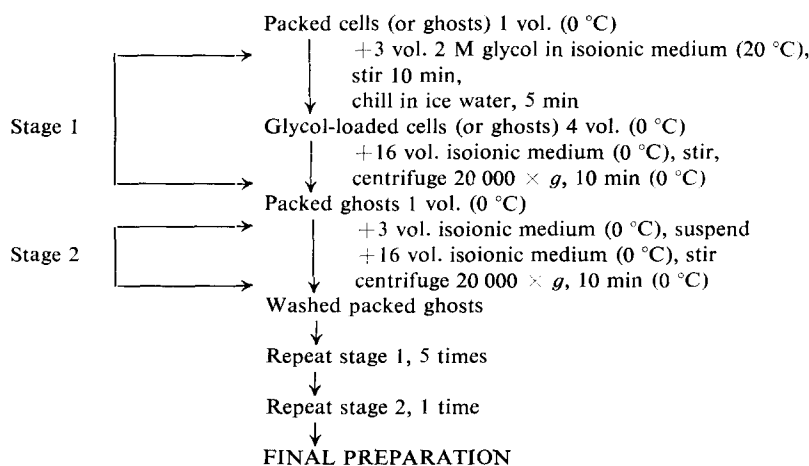 Packed cells (or ghosts) 1 vol. (0 °C)
+3 vol. 2 M glycol in isoionic medium (20 °C),
stir 10 min,
chill in ice water, 5 min
Stage 1
Glycol-loaded cells (or ghosts) 4 vol. (0 °C)
+16 vol. isoionic medium (0 °C), stir,
centrifuge 20 000 × g, 10 min (0 °C)
Packed ghosts 1 vol. (0 °C)
+3 vol. isoionic medium (0 °C), suspend
Stage 2
+16 vol. isoionic medium (0 °C), stir
centrifuge 20 000 × g, 10 min (0 °C)
Washed packed ghosts
Repeat stage 1, 5 times
Repeat stage 2, 1 time
FINAL PREPARATION